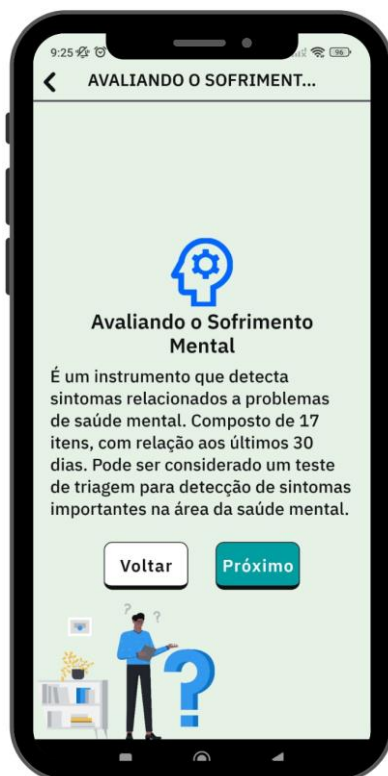 9:25
96
AVALIANDO O SOFRIMENT...
Avaliando o Sofrimento
Mental
É um instrumento que detecta
sintomas relacionados a problemas
de saúde mental. Composto de 17
itens, com relação aos últimos 30
dias. Pode ser considerado um teste
de triagem para detecção de sintomas
importantes na área da saúde mental.
Voltar
Próximo
? ?
?